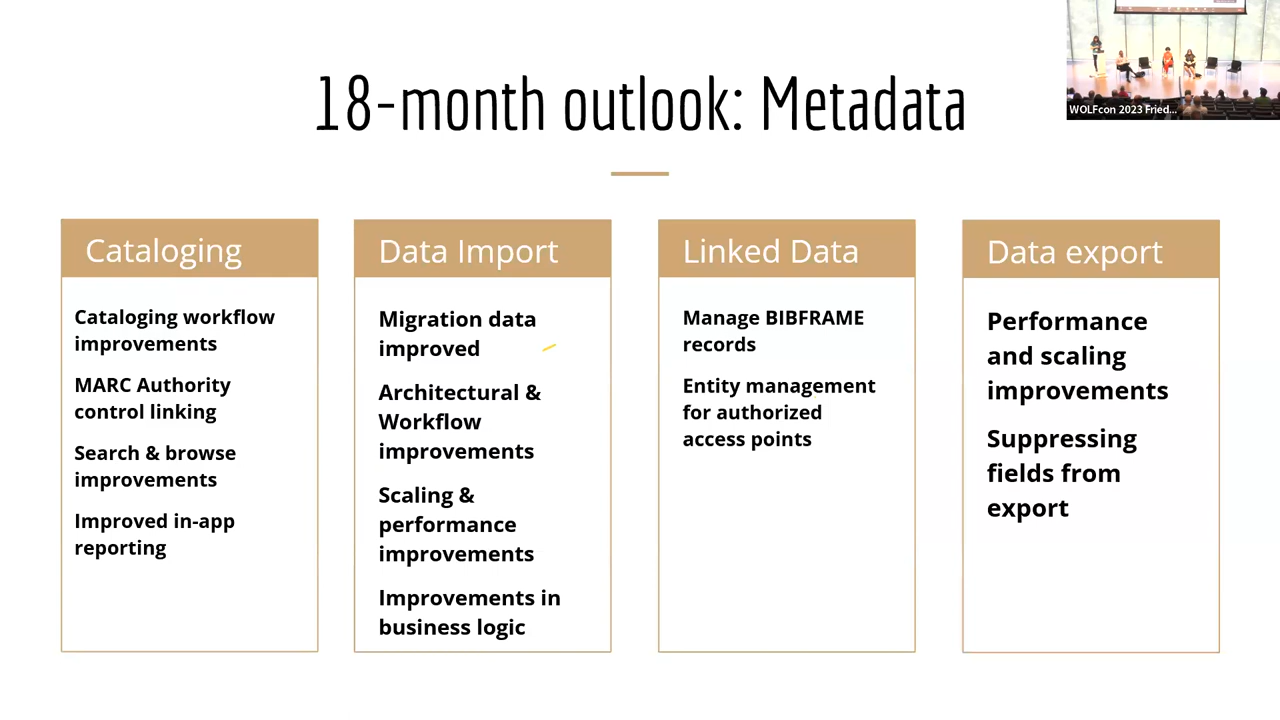 18-month outlook: Metadata
WOLFcon 2023 Fried...
Cataloging
Cataloging workflow
improvements
MARC Authority
control linking
Search & browse
improvements
Improved in-app
reporting
Data Import
Migration data
improved
Architectural &
Workflow
improvements
Scaling &
performance
improvements
Improvements in
business logic
Linked Data
Manage BIBFRAME
records
Entity management
for authorized
access points
Data export
Performance
and scaling
improvements
Suppressing
fields from
export